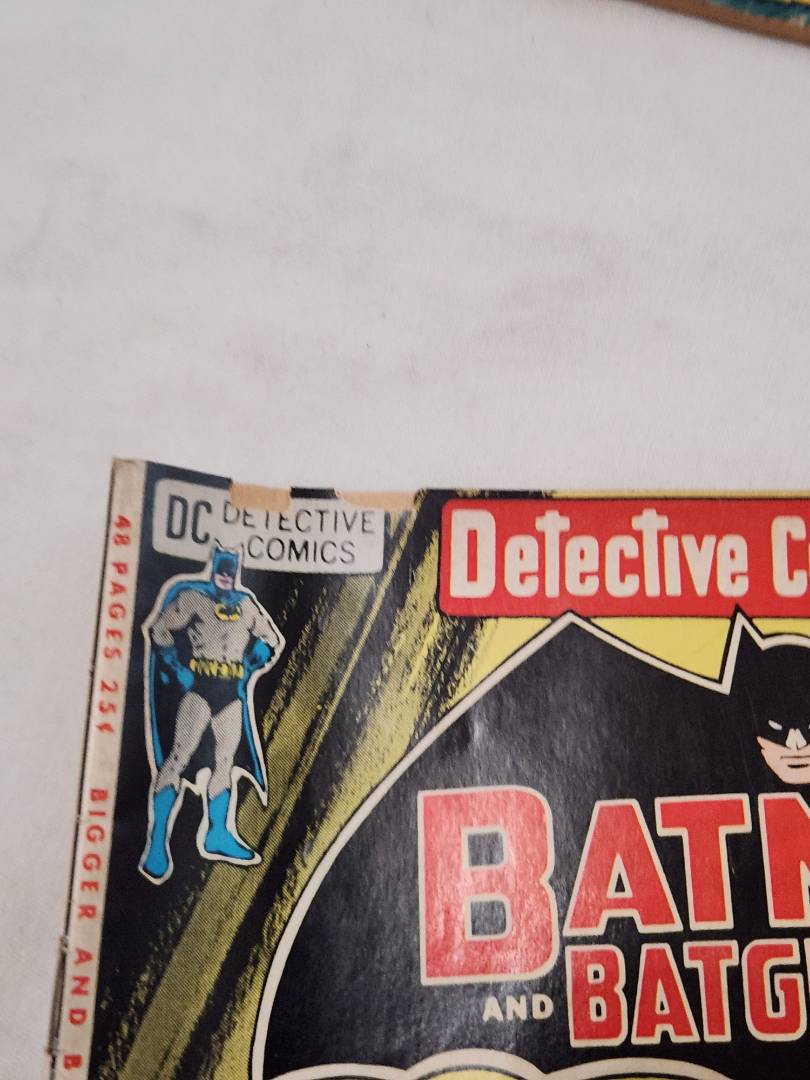 48 PAGES 25¢ BIGGER AND B
DC
DETECTIVE
COMICS
Detective C
BATM
AND BATG